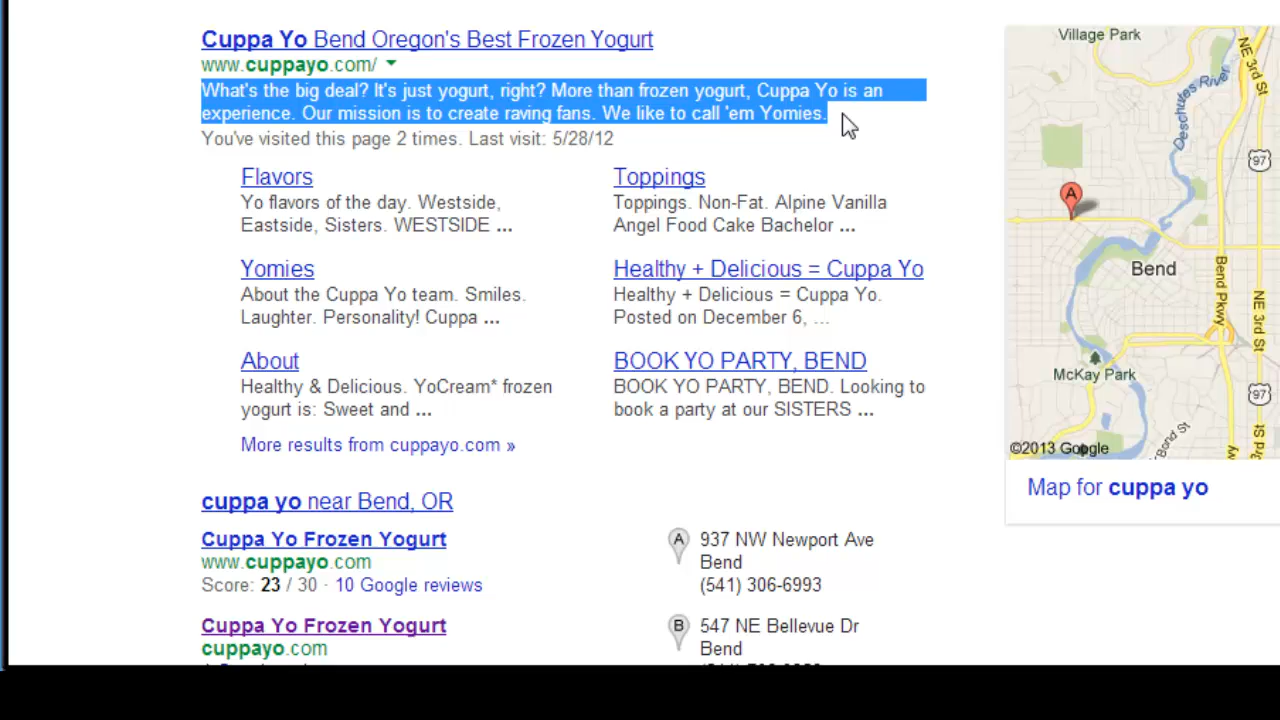 Cuppa Yo Bend Oregon's Best Frozen Yogurt
www.cuppayo.com/
What's the big deal? It's just yogurt, right? More than frozen yogurt, Cuppa Yo is an
experience. Our mission is to create raving fans. We like to call 'em Yomies.
You've visited this page 2 times. Last visit: 5/28/12
Flavors
Yo flavors of the day. Westside,
Eastside, Sisters. WESTSIDE ...
Toppings
Toppings. Non-Fat. Alpine Vanilla
Angel Food Cake Bachelor ...
Yomies
About the Cuppa Yo team. Smiles.
Laughter. Personality! Cuppa ...
Healthy + Delicious = Cuppa Yo
Healthy + Delicious = Cuppa Yo.
Posted on December 6, ...
About
Healthy & Delicious. YoCream* frozen
yogurt is: Sweet and ...
BOOK YO PARTY, BEND
BOOK YO PARTY, BEND. Looking to
book a party at our SISTERS ...
More results from cuppayo.com »
cuppa yo near Bend, OR
Cuppa Yo Frozen Yogurt
www.cuppayo.com
Score: 23 / 30 · 10 Google reviews
A
937 NW Newport Ave
Bend
(541) 306-6993
Cuppa Yo Frozen Yogurt
cuppayo.com
B
547 NE Bellevue Dr
Bend
Village Park
NE 3rd St
Deschutes River
97
A
Bend
Bend Pkwy
NE 3rd St
McKay Park
97
Bond St
©2013 Google
Map for cuppa yo